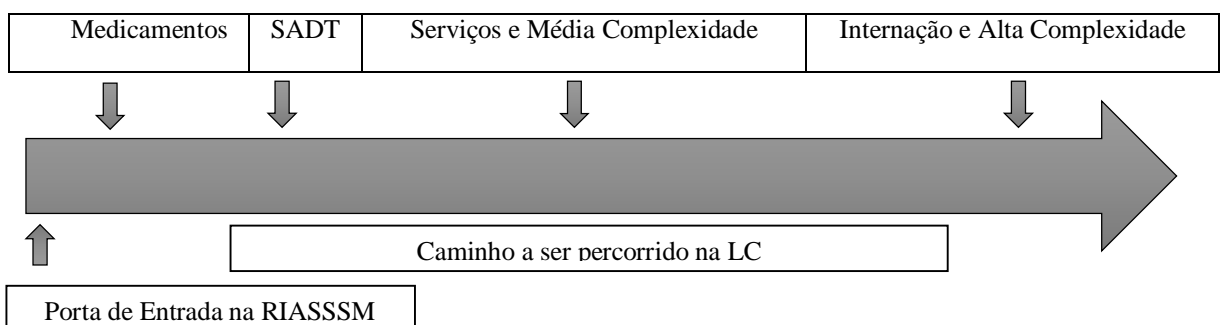 Medicamentos SADT Serviços e Média Complexidade Internação e Alta Complexidade
Caminho a ser percorrido na LC
Porta de Entrada na RIASSSM